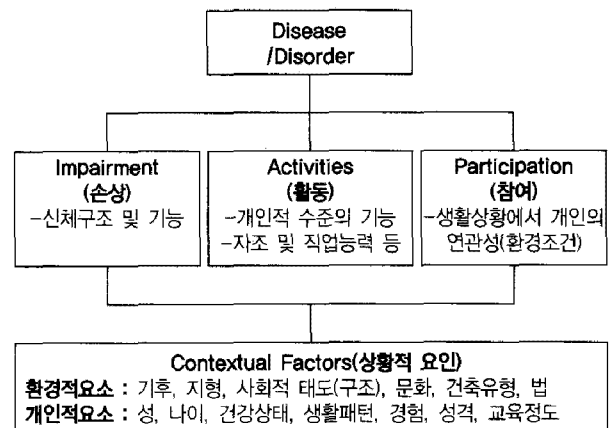 Disease
/Disorder
Impairment
(손상)
-신체구조 및 기능
Activities
(활동)
-개인적 수준의 기능
-자조 및 직업능력 등
Participation
(참여)
-생활상황에서 개인의
연관성(환경조건)
Contextual Factors(상황적 요인)
환경적요소 : 기후, 지형, 사회적 태도(구조), 문화, 건축유형, 법
개인적요소 : 성, 나이, 건강상태, 생활패턴, 경험, 성격, 교육정도